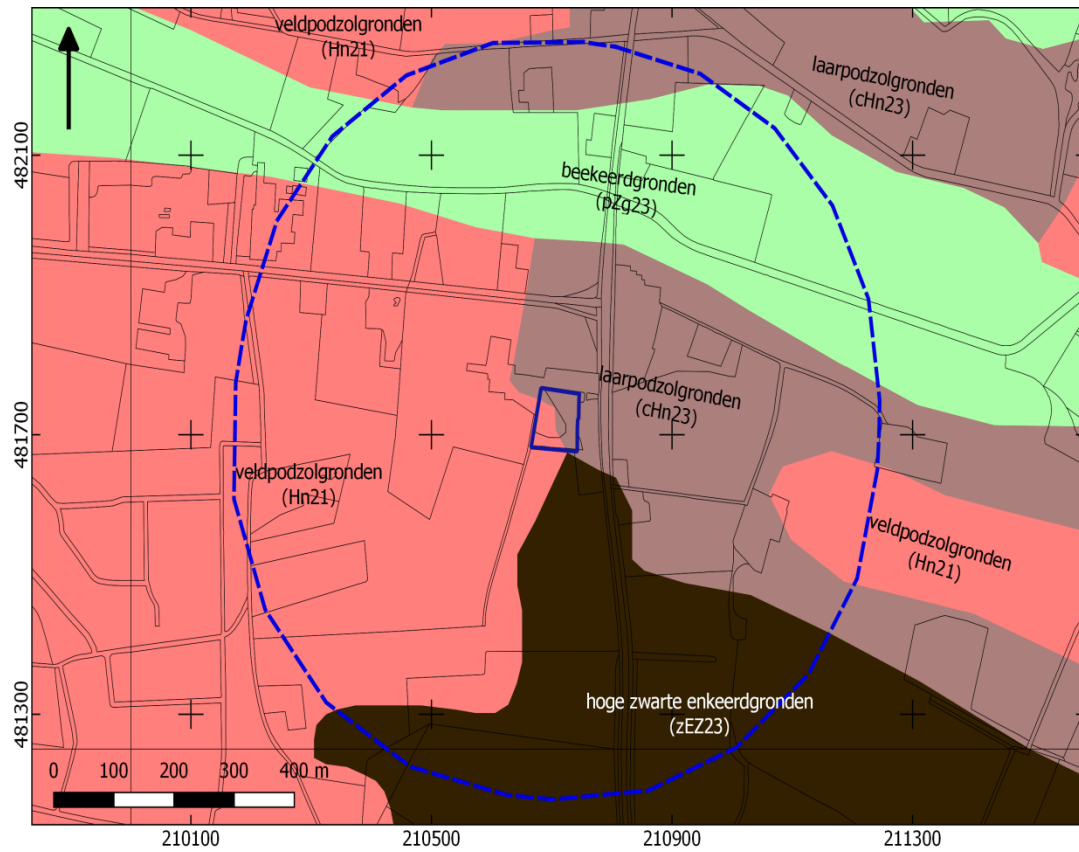 veldpodzolgronden
(Hn21)
laarpodzolgronden
(cHn23)
482100
beekeerdgronden
(pZg23)
laarpodzolgronden
(cHn23)
481700
veldpodzolgronden
(Hn21)
veldpodzolgronden
(Hn21)
hoge zwarte enkeerdgronden
(zEZ23)
481300
0 100 200 300 400 m
210100 210500 210900 211300